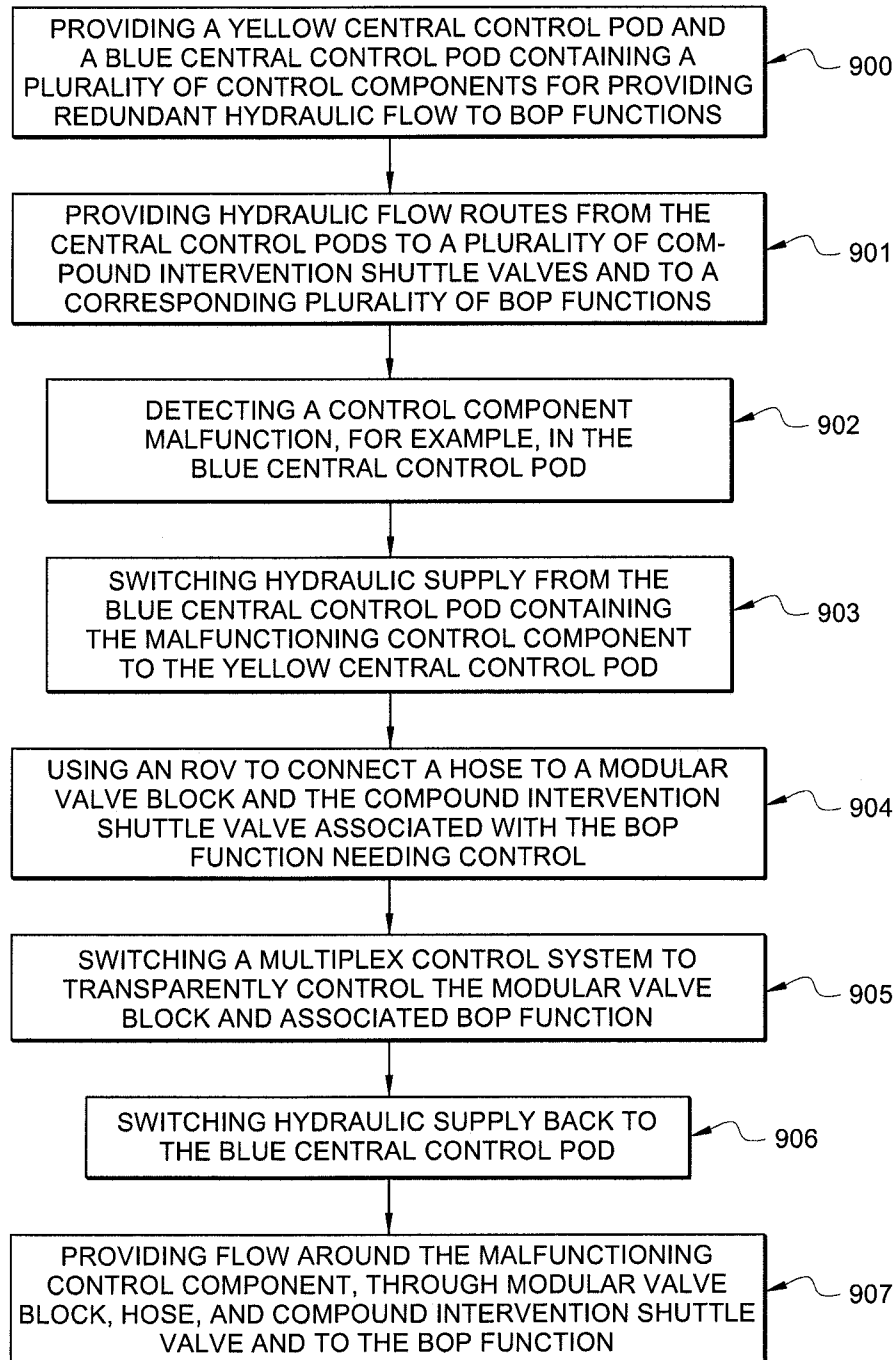 PROVIDING A YELLOW CENTRAL CONTROL POD AND
A BLUE CENTRAL CONTROL POD CONTAINING A
PLURALITY OF CONTROL COMPONENTS FOR PROVIDING
REDUNDANT HYDRAULIC FLOW TO BOP FUNCTIONS
900
PROVIDING HYDRAULIC FLOW ROUTES FROM THE
CENTRAL CONTROL PODS TO A PLURALITY OF COM-
POUND INTERVENTION SHUTTLE VALVES AND TO A
CORRESPONDING PLURALITY OF BOP FUNCTIONS
901
DETECTING A CONTROL COMPONENT
MALFUNCTION, FOR EXAMPLE, IN THE
BLUE CENTRAL CONTROL POD
902
SWITCHING HYDRAULIC SUPPLY FROM THE
BLUE CENTRAL CONTROL POD CONTAINING
THE MALFUNCTIONING CONTROL COMPONENT
TO THE YELLOW CENTRAL CONTROL POD
903
USING AN ROV TO CONNECT A HOSE TO A MODULAR
VALVE BLOCK AND THE COMPOUND INTERVENTION
SHUTTLE VALVE ASSOCIATED WITH THE BOP
FUNCTION NEEDING CONTROL
904
SWITCHING A MULTIPLEX CONTROL SYSTEM TO
TRANSPARENTLY CONTROL THE MODULAR VALVE
BLOCK AND ASSOCIATED BOP FUNCTION
905
SWITCHING HYDRAULIC SUPPLY BACK TO
THE BLUE CENTRAL CONTROL POD
906
PROVIDING FLOW AROUND THE MALFUNCTIONING
CONTROL COMPONENT, THROUGH MODULAR VALVE
BLOCK, HOSE, AND COMPOUND INTERVENTION SHUTTLE
VALVE AND TO THE BOP FUNCTION
907